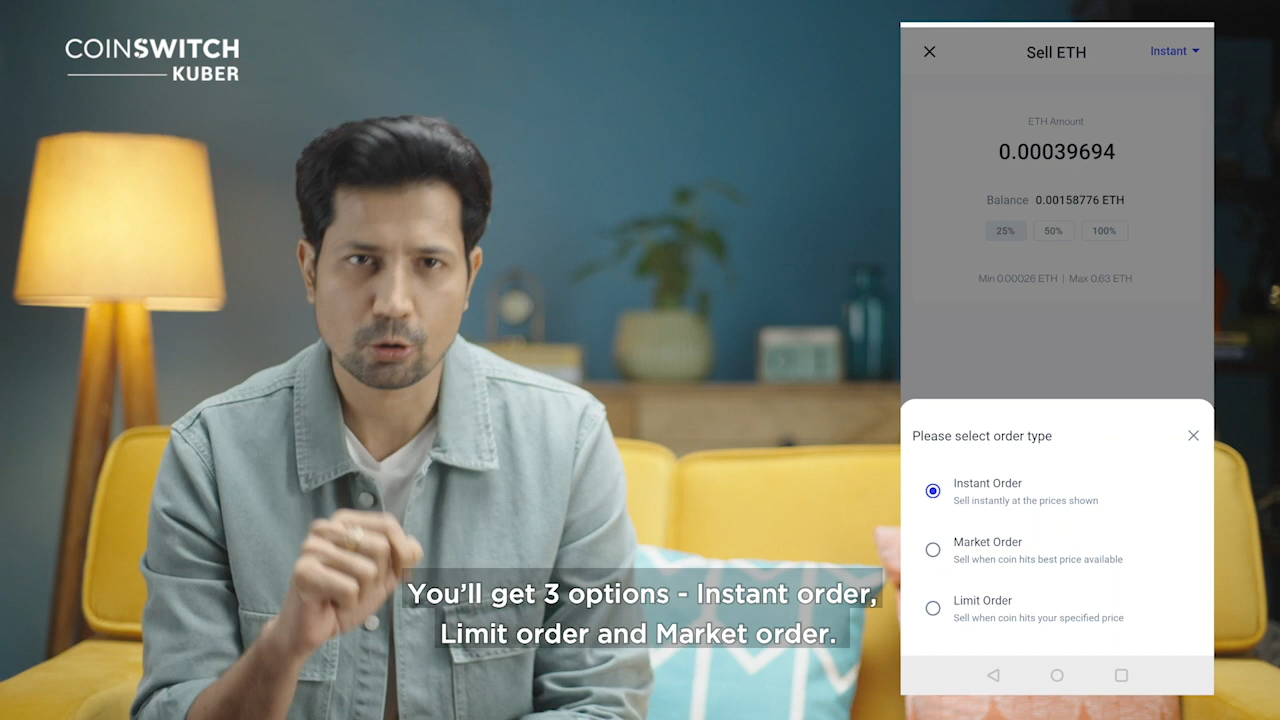 COINSWITCH
KUBER
Sell ETH
Instant
ETH Amount
0.00039694
Balance 0.00158776 ETH
25% 50% 100%
Min 0.00026 ETH | Max 0.63 ETH
Please select order type
Instant Order
Sell instantly at the prices shown
Market Order
Sell when coin hits best price available
Limit Order
Sell when coin hits your specified price
You'll get 3 options - Instant order,
Limit order and Market order.